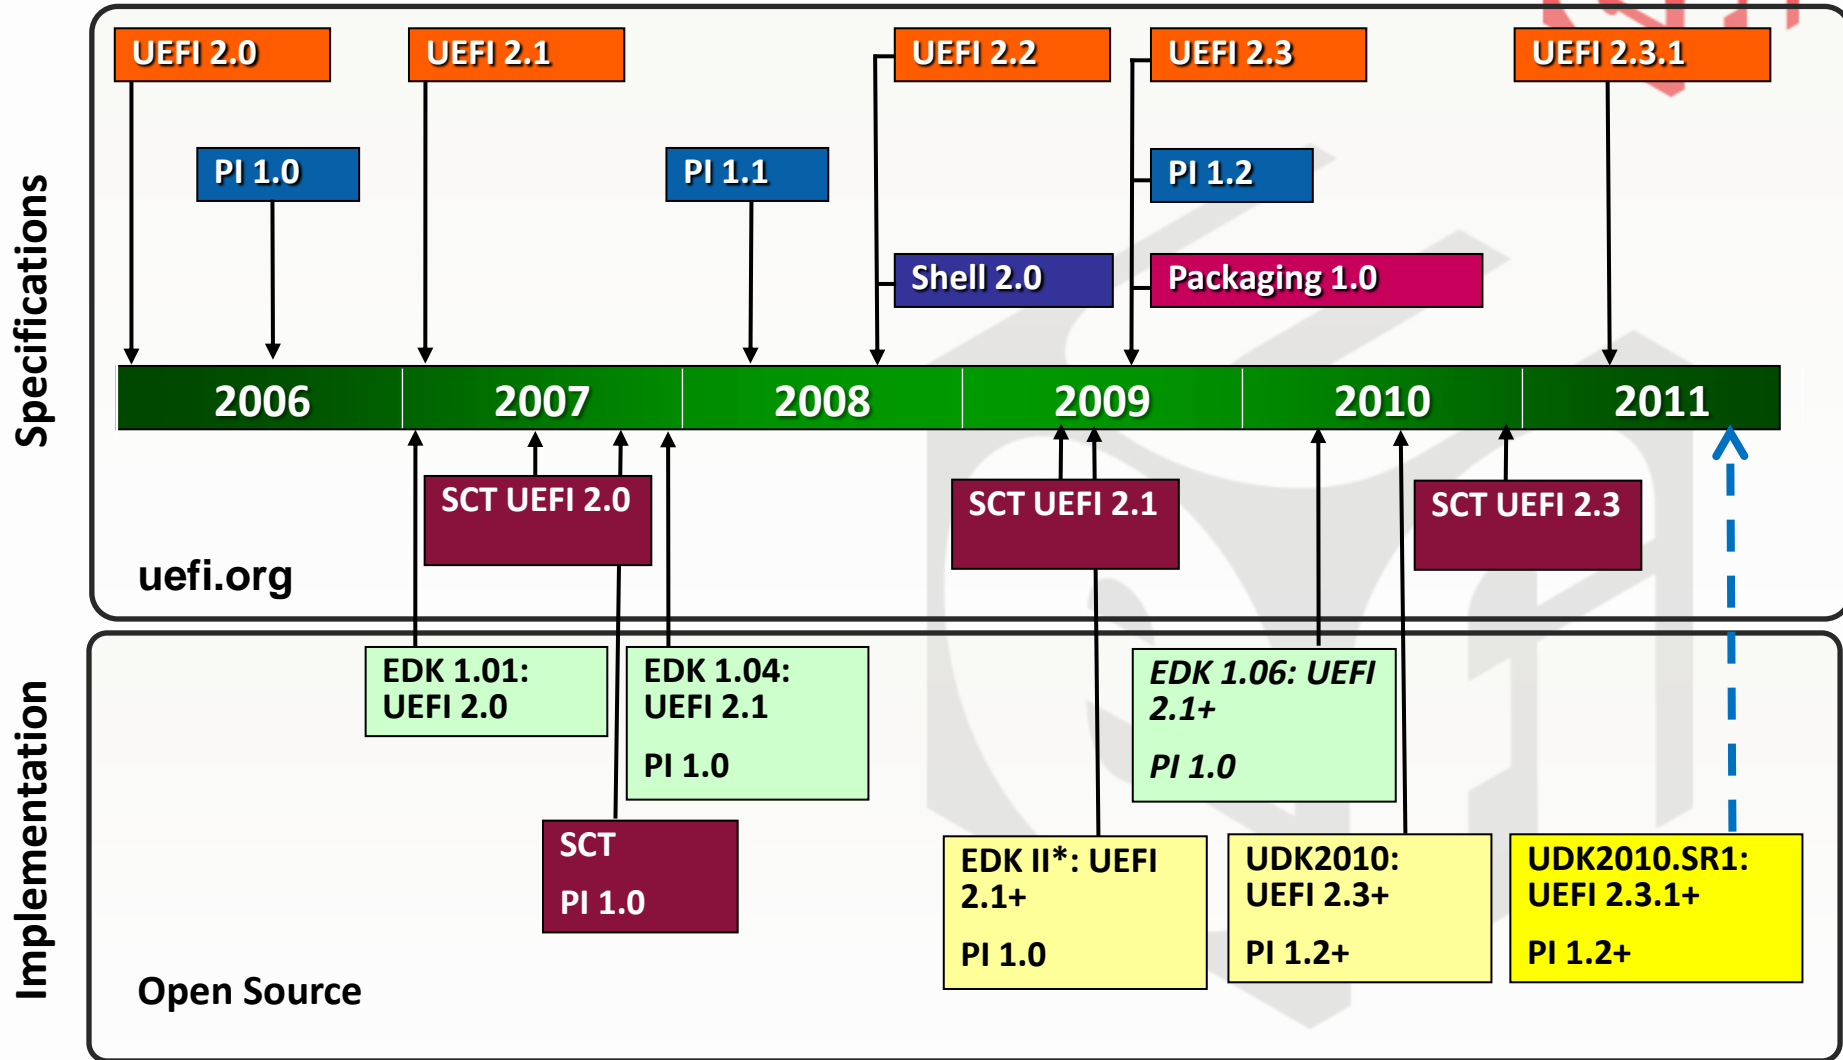 Specifications
UEFI 2.0
UEFI 2.1
UEFI 2.2
UEFI 2.3
UEFI 2.3.1
PI 1.0
PI 1.1
PI 1.2
Shell 2.0
Packaging 1.0
2006
2007
2008
2009
2010
2011
SCT UEFI 2.0
SCT UEFI 2.1
SCT UEFI 2.3
uefi.org
Implementation
EDK 1.01:
UEFI 2.0
EDK 1.04:
UEFI 2.1
PI 1.0
EDK 1.06: UEFI
2.1+
PI 1.0
SCT
PI 1.0
EDK II*: UEFI
2.1+
PI 1.0
UDK2010:
UEFI 2.3+
PI 1.2+
UDK2010.SR1:
UEFI 2.3.1+
PI 1.2+
Open Source